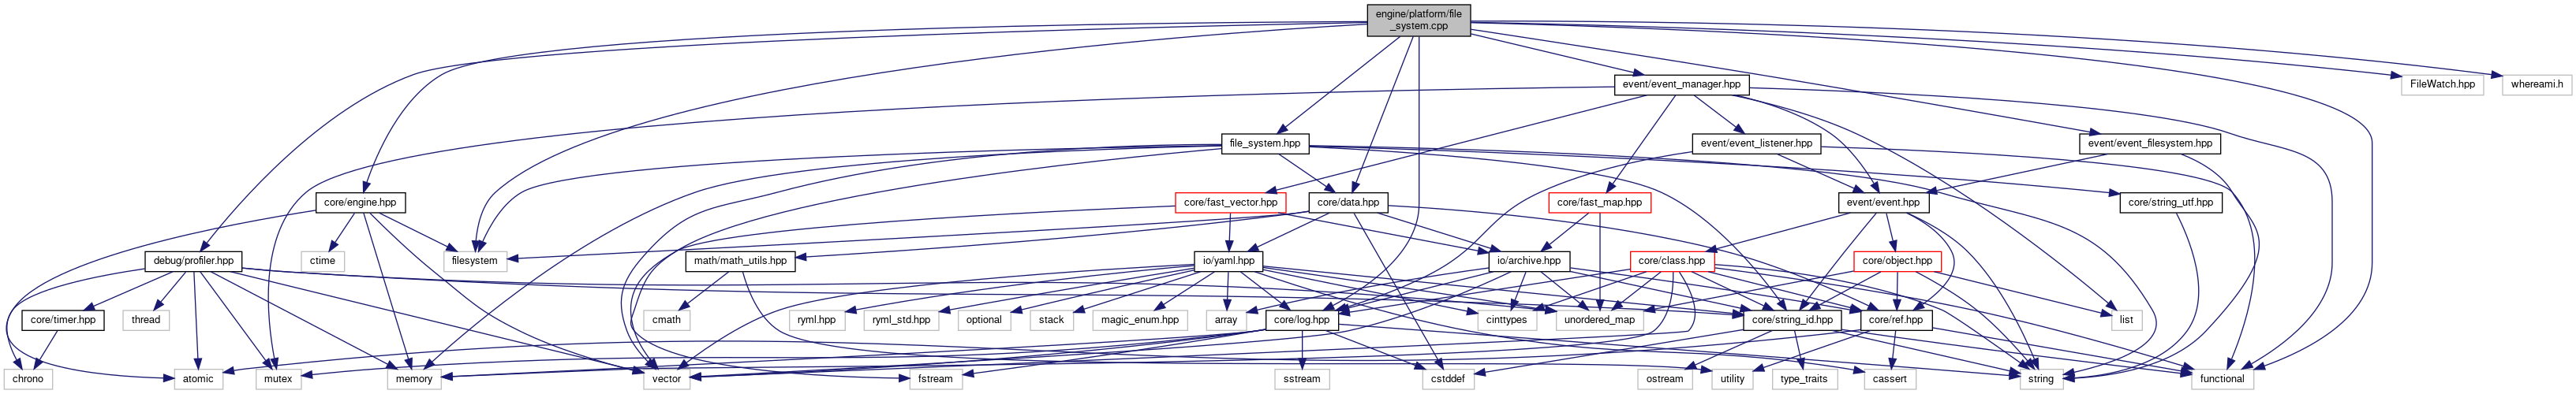 engine/platform/file
_system.cpp
event/event_manager.hpp
FileWatch.hpp
whereami.h
file_system.hpp
event/event_listener.hpp
event/event_filesystem.hpp
core/engine.hpp
core/fast_vector.hpp
core/data.hpp
core/fast_map.hpp
event/event.hpp
core/string_utf.hpp
debug/profiler.hpp
ctime
filesystem
math/math_utils.hpp
io/yaml.hpp
io/archive.hpp
core/class.hpp
core/object.hpp
core/timer.hpp
thread
cmath
ryml.hpp
ryml_std.hpp
optional
stack
magic_enum.hpp
array
core/log.hpp
cinttypes
unordered_map
core/string_id.hpp
core/ref.hpp
list
chrono
atomic
mutex
memory
vector
fstream
sstream
cstddef
ostream
utility
type_traits
cassert
string
functional